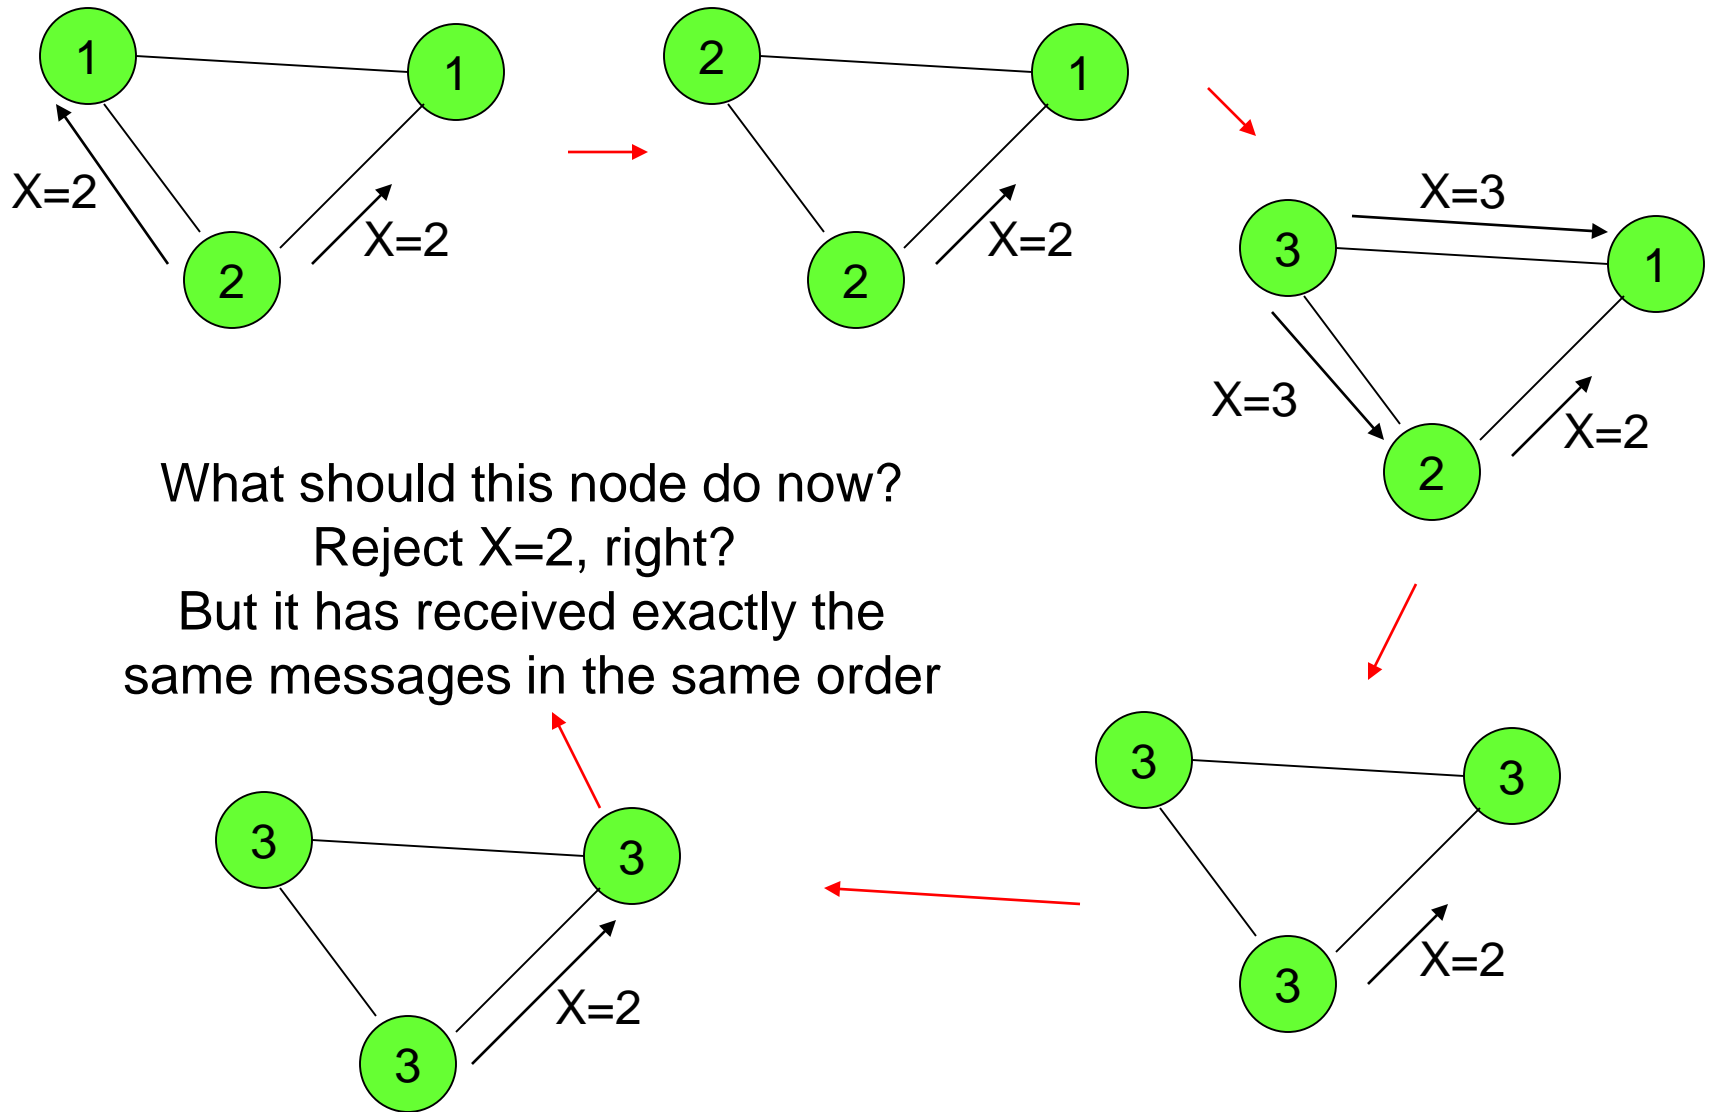 1
1
X=2
X=2
2
2
1
X=2
2
X=3
3
1
X=3
X=2
2
What should this node do now?
Reject X=2, right?
But it has received exactly the
same messages in the same order
3
3
X=2
3
3
3
X=2
3